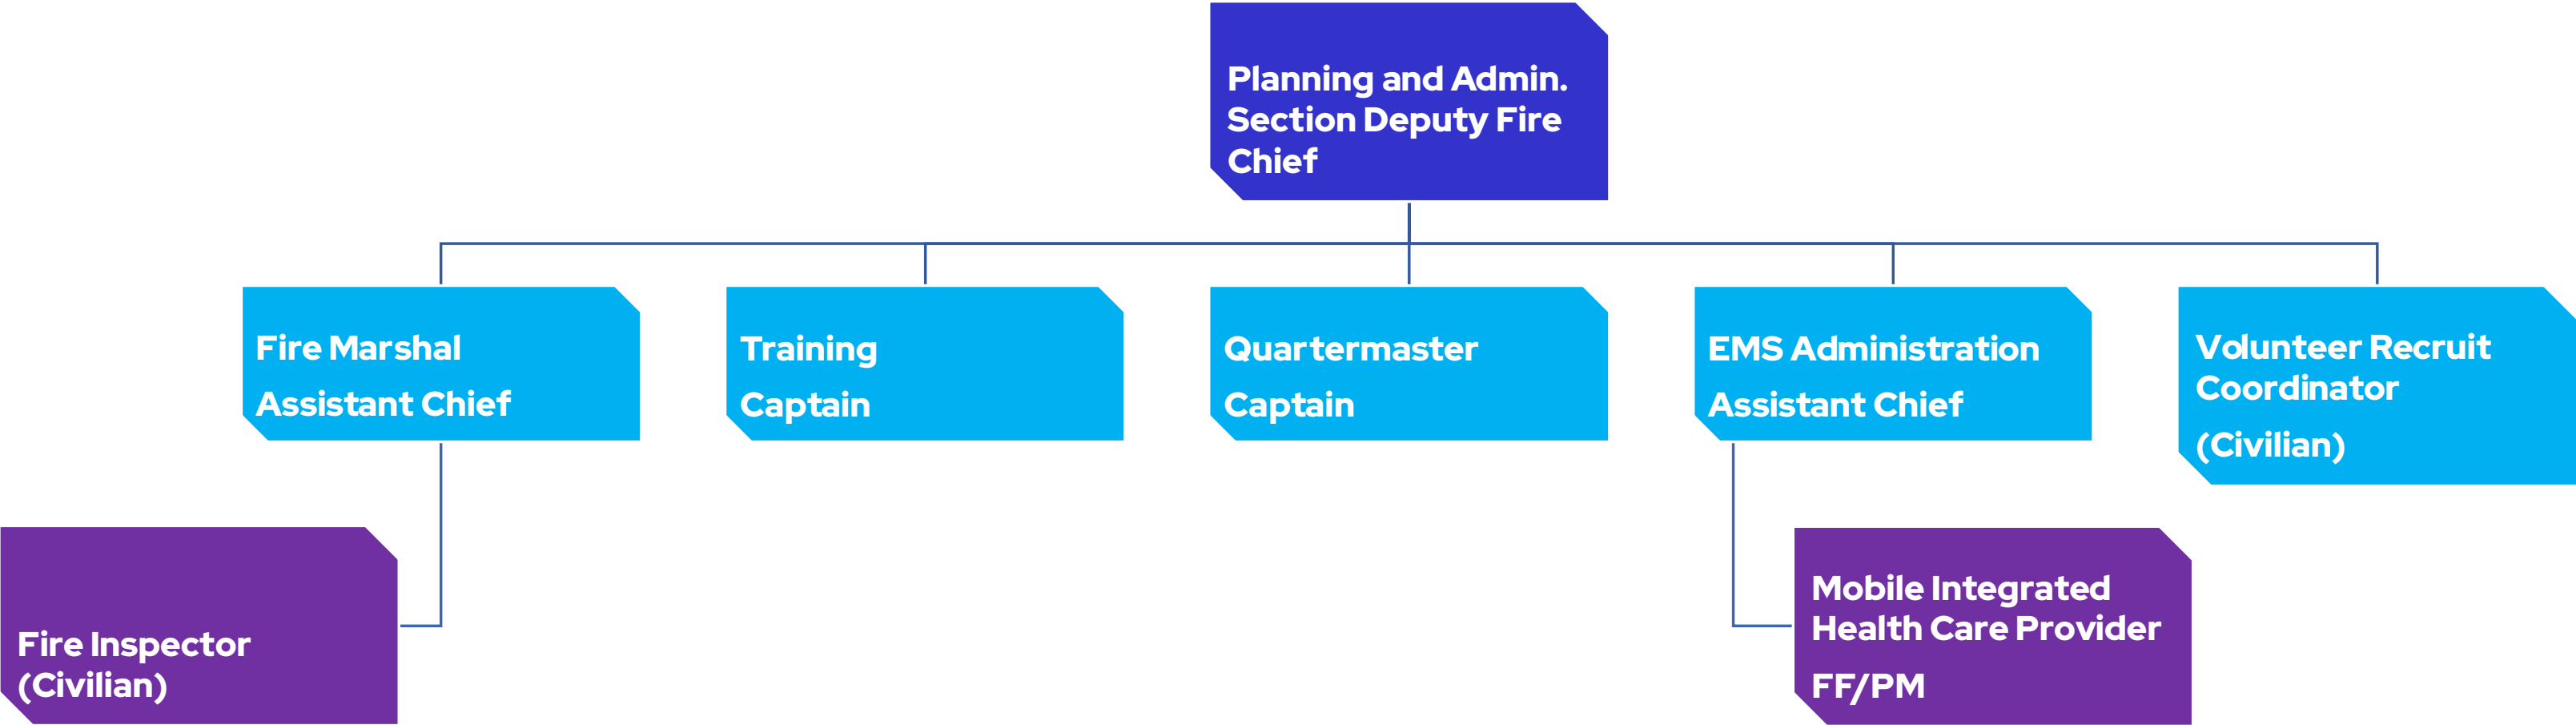 Planning and Admin.
Section Deputy Fire
Chief
Fire Marshal
Assistant Chief
Training
Captain
Quartermaster
Captain
EMS Administration
Assistant Chief
Volunteer Recruit
Coordinator
(Civilian)
Fire Inspector
(Civilian)
Mobile Integrated
Health Care Provider
FF/PM